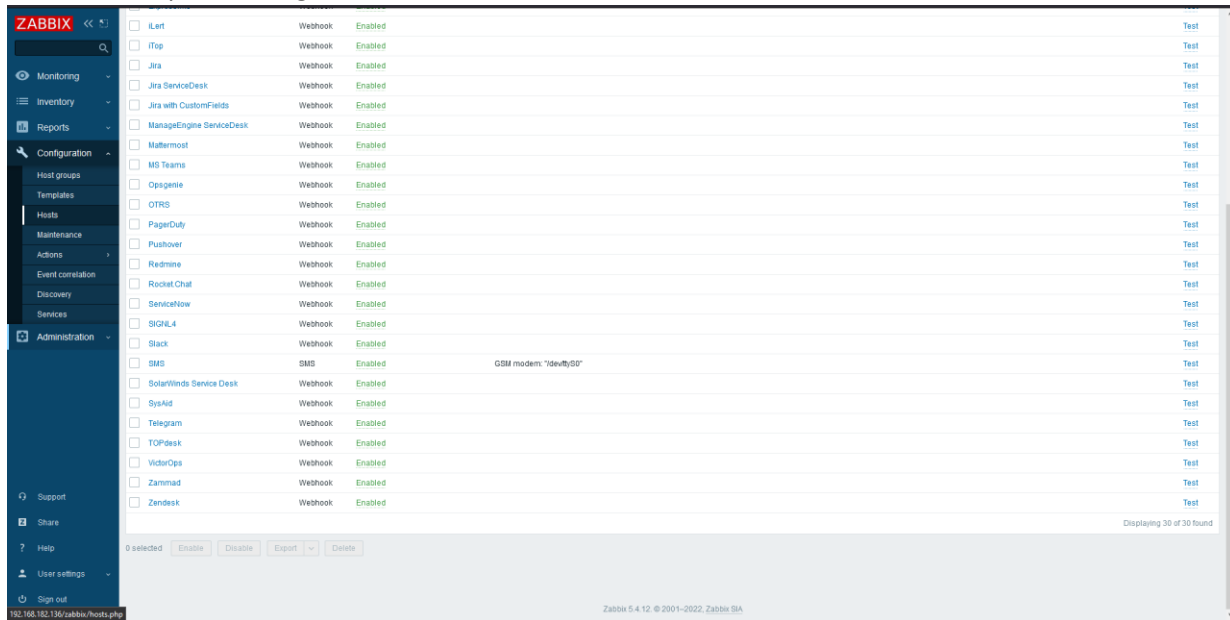 ZABBIX
Monitoring
Inventory
Reports
Configuration
Host groups
Templates
Hosts
Maintenance
Actions
Event correlation
Discovery
Services
Administration
Support
Share
Help
User settings
Sign out
192.168.182.136/zabbix/hosts.php
iLert Webhook Enabled Test
iTop Webhook Enabled Test
Jira Webhook Enabled Test
Jira ServiceDesk Webhook Enabled Test
Jira with CustomFields Webhook Enabled Test
ManageEngine ServiceDesk Webhook Enabled Test
Mattermost Webhook Enabled Test
MS Teams Webhook Enabled Test
Opsgenie Webhook Enabled Test
OTRS Webhook Enabled Test
PagerDuty Webhook Enabled Test
Pushover Webhook Enabled Test
Redmine Webhook Enabled Test
Rocket.Chat Webhook Enabled Test
ServiceNow Webhook Enabled Test
SIGNL4 Webhook Enabled Test
Slack Webhook Enabled Test
SMS SMS Enabled GSM modem: "/dev/ttyS0" Test
SolarWinds Service Desk Webhook Enabled Test
SysAid Webhook Enabled Test
Telegram Webhook Enabled Test
TOPdesk Webhook Enabled Test
VictorOps Webhook Enabled Test
Zammad Webhook Enabled Test
Zendesk Webhook Enabled Test
Displaying 30 of 30 found
0 selected Enable Disable Export Delete
Zabbix 5.4.12. © 2001–2022, Zabbix SIA